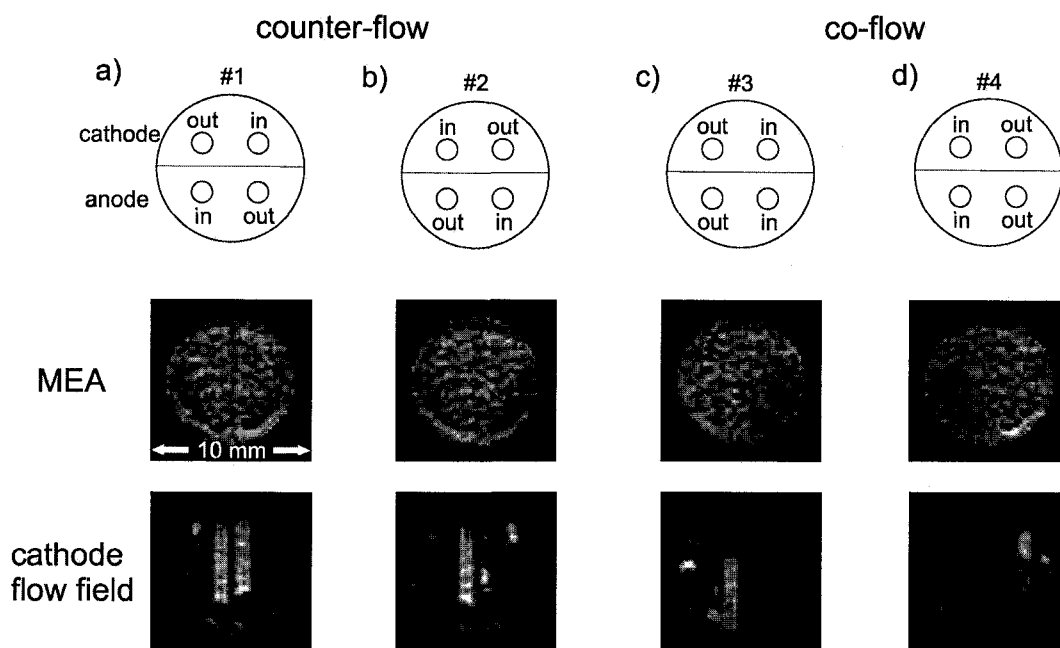 counter-flow co-flow
a) #1 b) #2 c) #3 d) #4
cathode out in in out out in in out
anode in out out in out in in out
MEA
10 mm
cathode
flow field